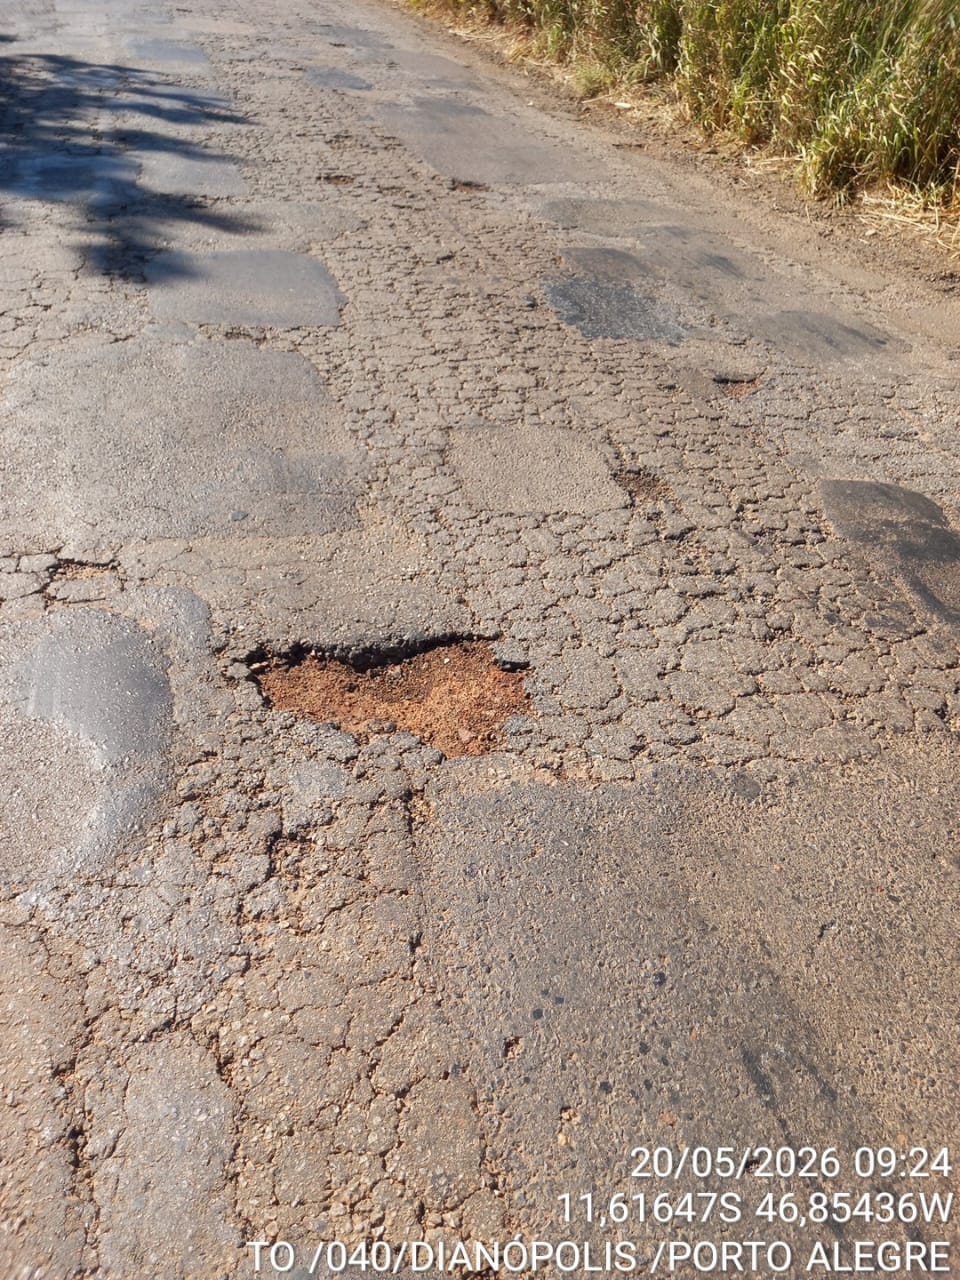 20/05/2026 09:24
11,61647S 46,85436W
TO /040/DIANÓPOLIS /PORTO ALEGRE